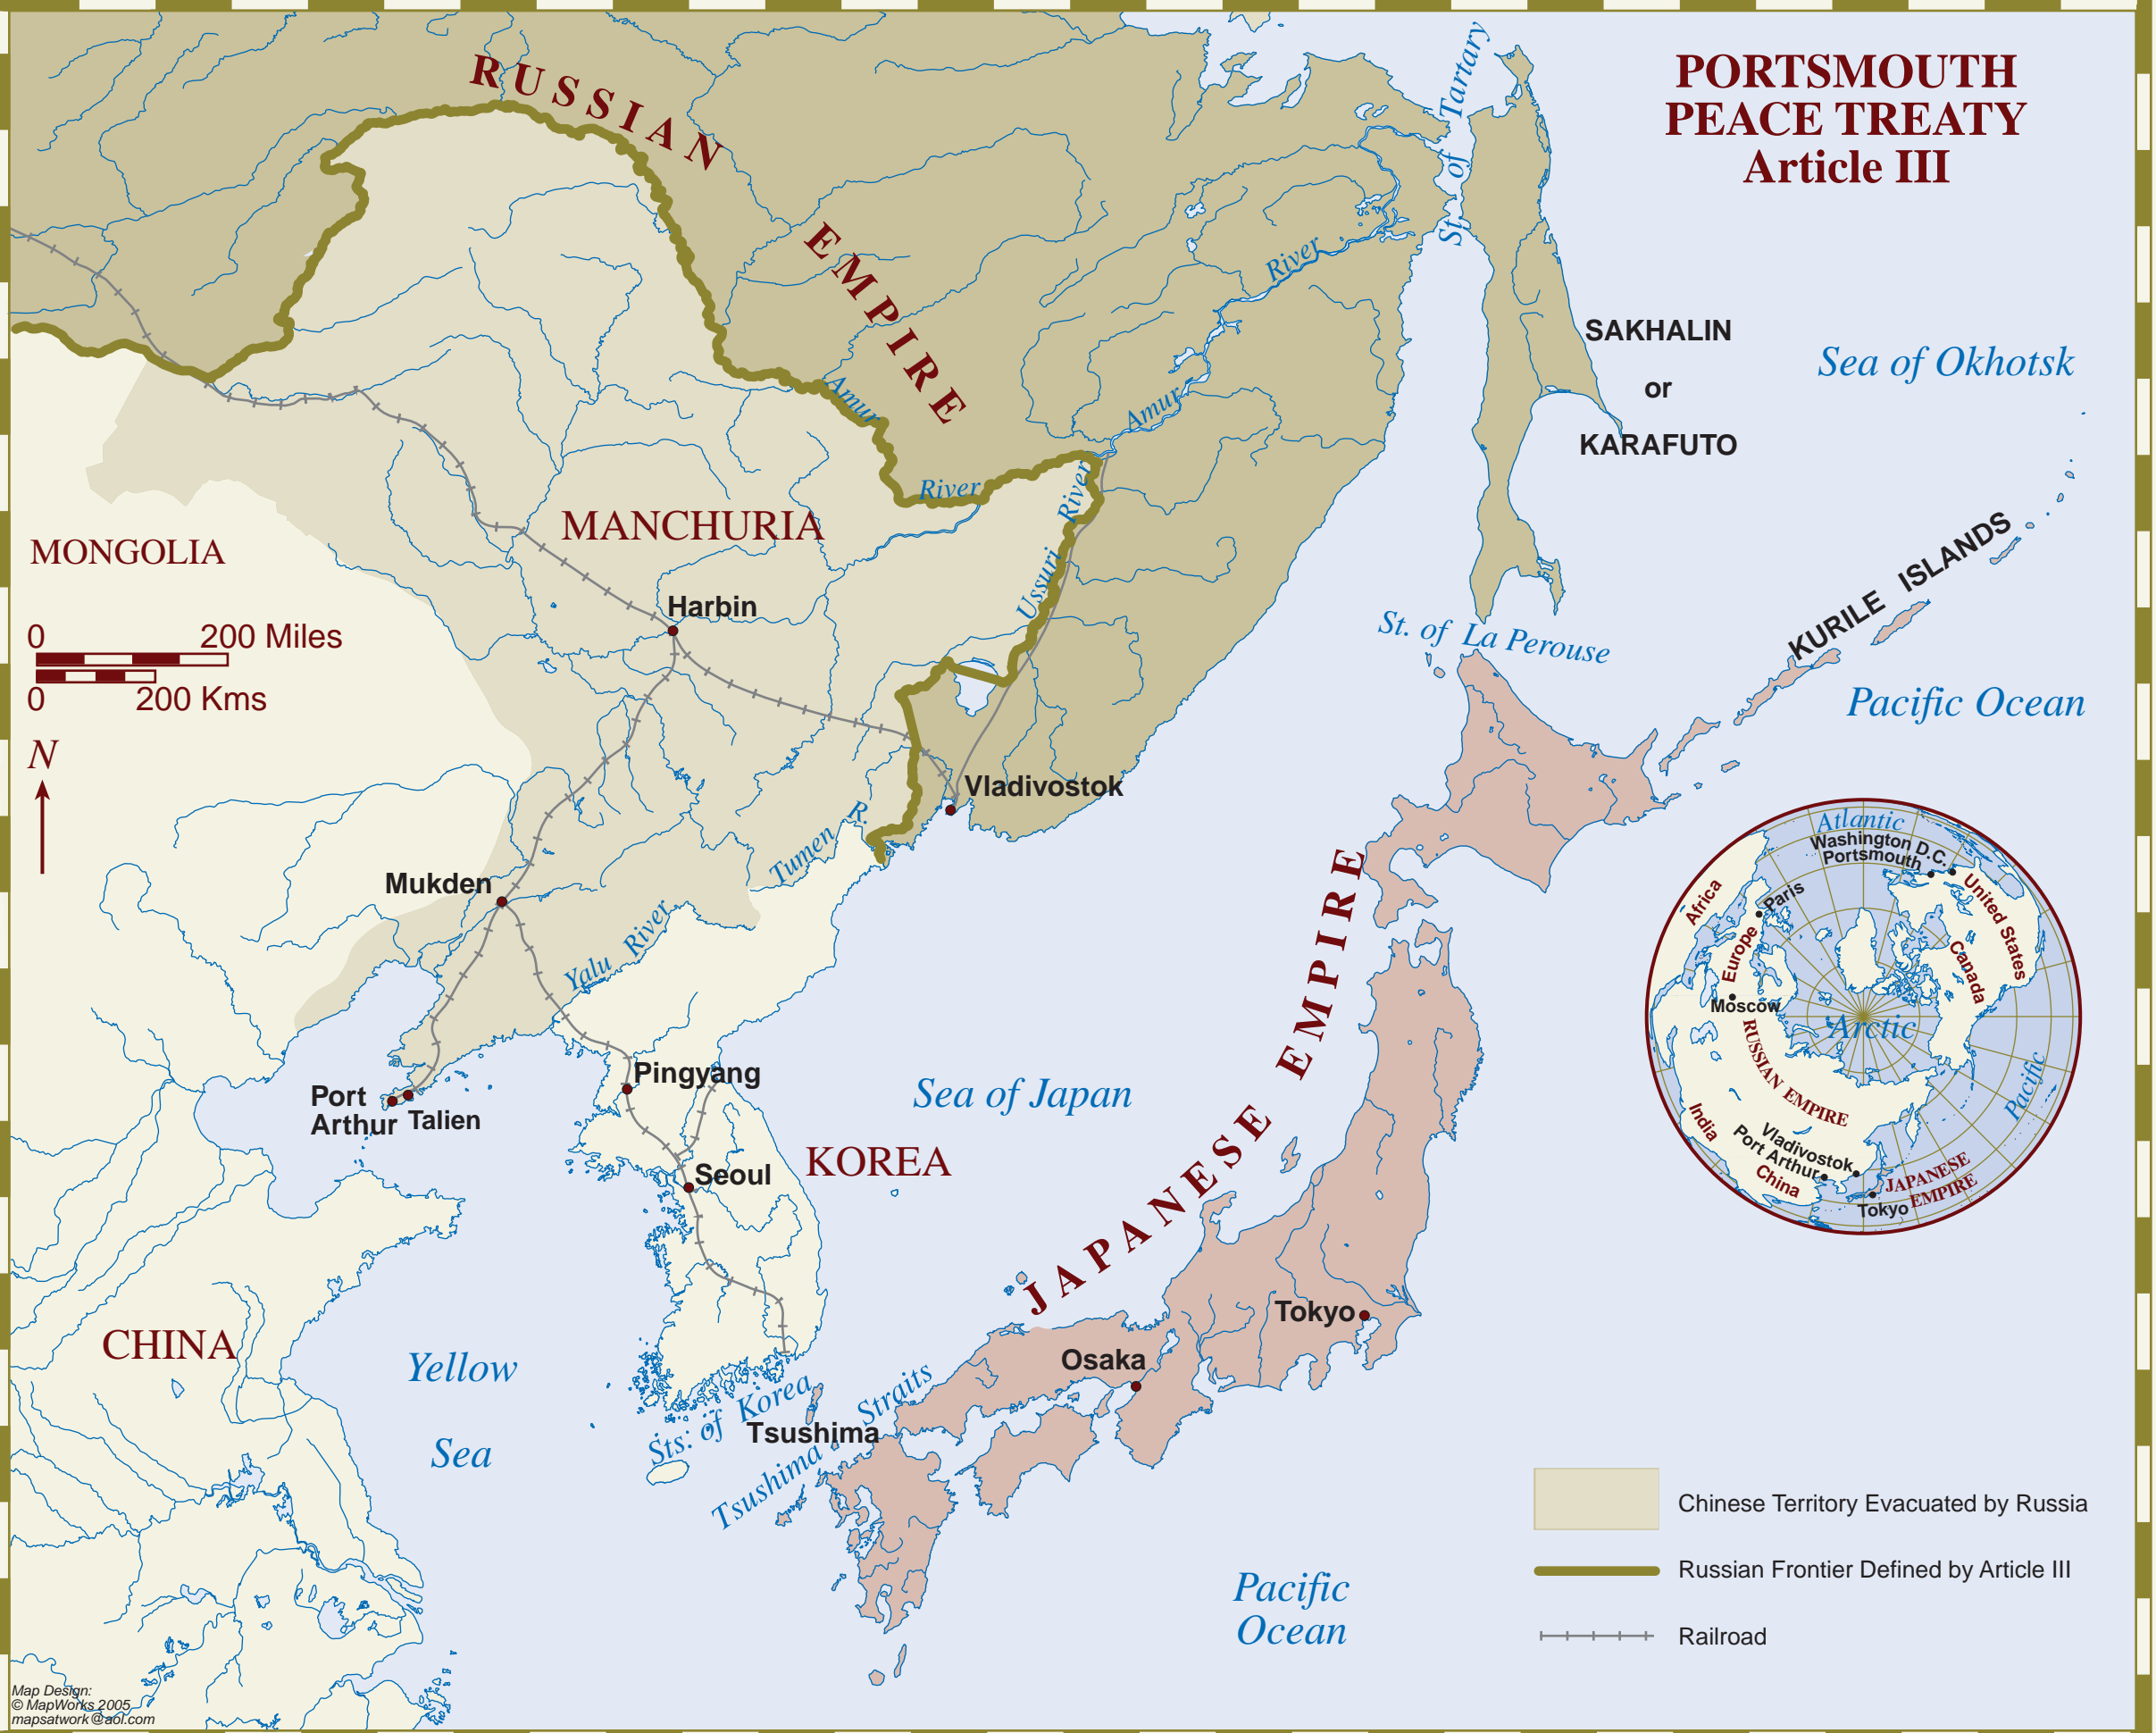 PORTSMOUTH
PEACE TREATY
Article III
RUSSIAN
EMPIRE
St. of Tartary
Amur
River
Amur
River
Ussuri River
SAKHALIN
or
KARAFUTO
Sea of Okhotsk
MANCHURIA
MONGOLIA
0 200 Miles
0 200 Kms
N
Harbin
St. of La Perouse
KURILE ISLANDS
Pacific Ocean
Vladivostok
Tumen R.
Mukden
Yalu River
Port
Arthur
Talien
Pingyang
Sea of Japan
KOREA
Seoul
JAPANESE EMPIRE
CHINA
Yellow
Sea
Tokyo
Osaka
Sts. of Korea
Tsushima
Tsushima Straits
Pacific
Ocean
Atlantic
Washington D.C.
Portsmouth
United States
Canada
Africa
Paris
Europe
Moscow
Arctic
RUSSIAN EMPIRE
Pacific
India
Vladivostok
Port Arthur
China
JAPANESE
EMPIRE
Tokyo
Chinese Territory Evacuated by Russia
Russian Frontier Defined by Article III
Railroad
Map Design:
© MapWorks 2005
mapsatwork@aol.com